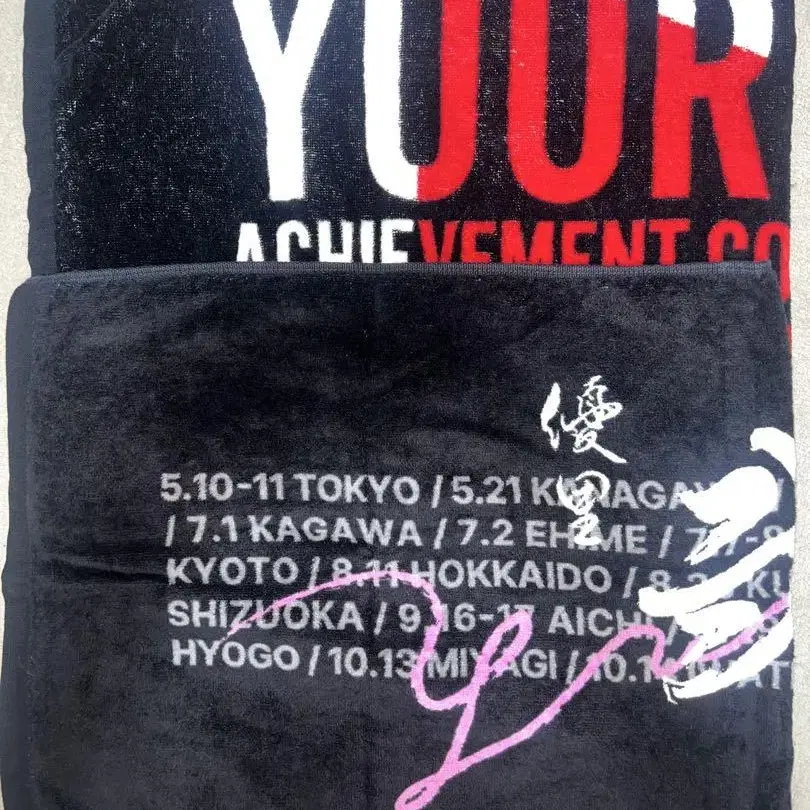 YOUR
ACHIEVEMENT CO
優里
5.10-11 TOKYO / 5.21 KANAGAWA /
/ 7.1 KAGAWA / 7.2 EHIME /
KYOTO / 8.11 HOKKAIDO /
SHIZUOKA / 9.16-17 AICHI /
HYOGO / 10.13 MIYAGI /